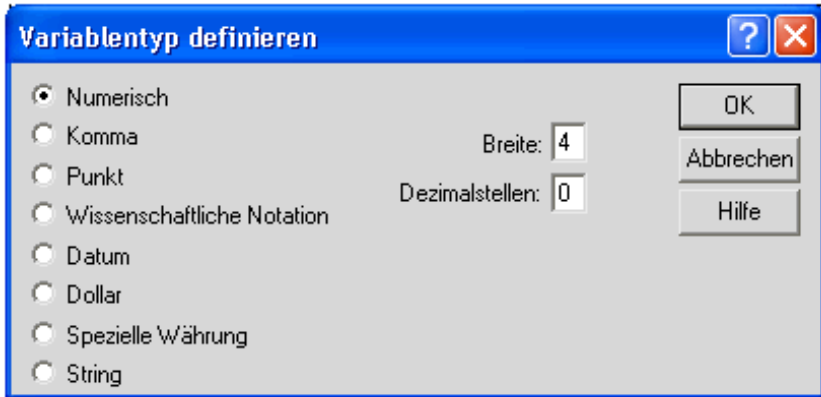 Variablentyp definieren
Numerisch
Komma
Punkt
Wissenschaftliche Notation
Datum
Dollar
Spezielle Währung
String
Breite: 4
Dezimalstellen: 0
OK
Abbrechen
Hilfe